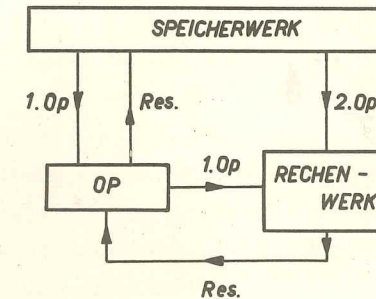 SPEICHERWERK
1. Op
Res.
2. Op
OP
1. Op
RECHEN -
WERK
Res.